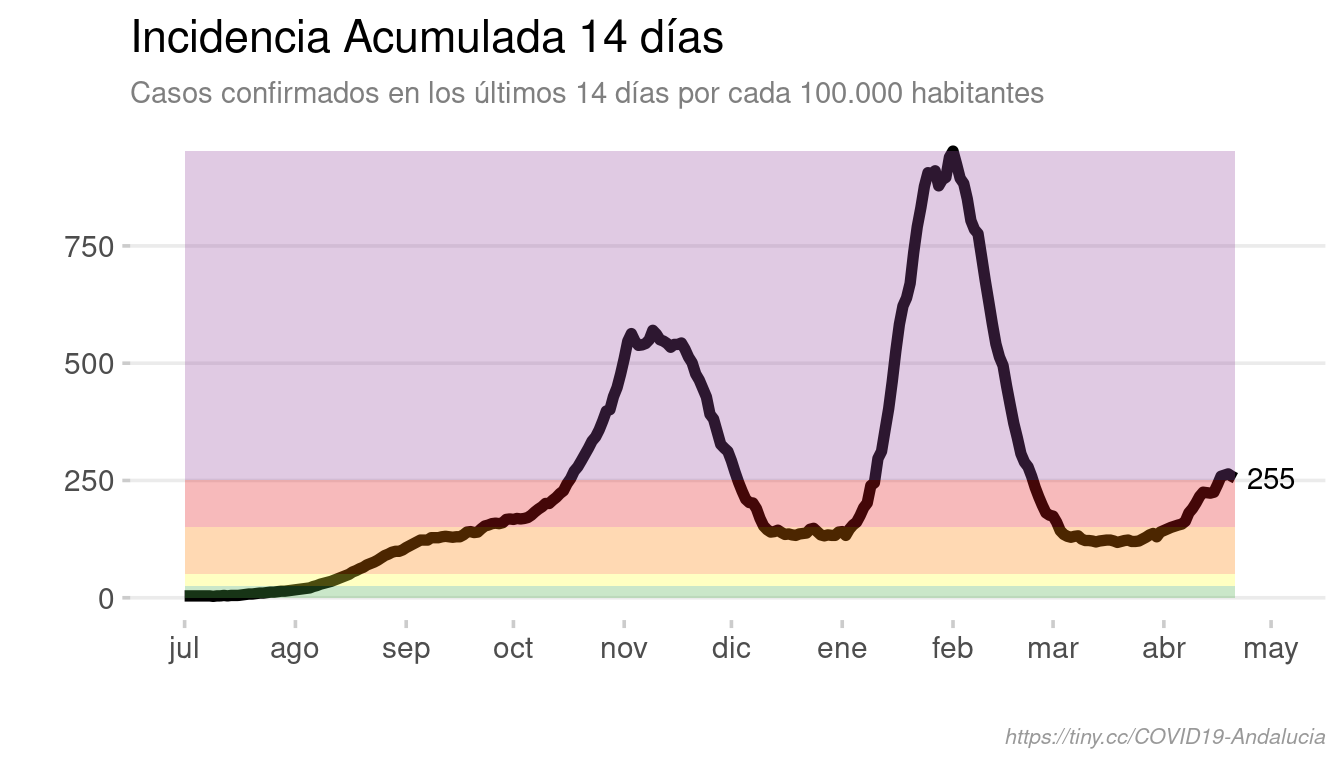 Incidencia Acumulada 14 días
Casos confirmados en los últimos 14 días por cada 100.000 habitantes
750
500
250
0
255
jul ago sep oct nov dic ene feb mar abr may
https://tiny.cc/COVID19-Andalucia